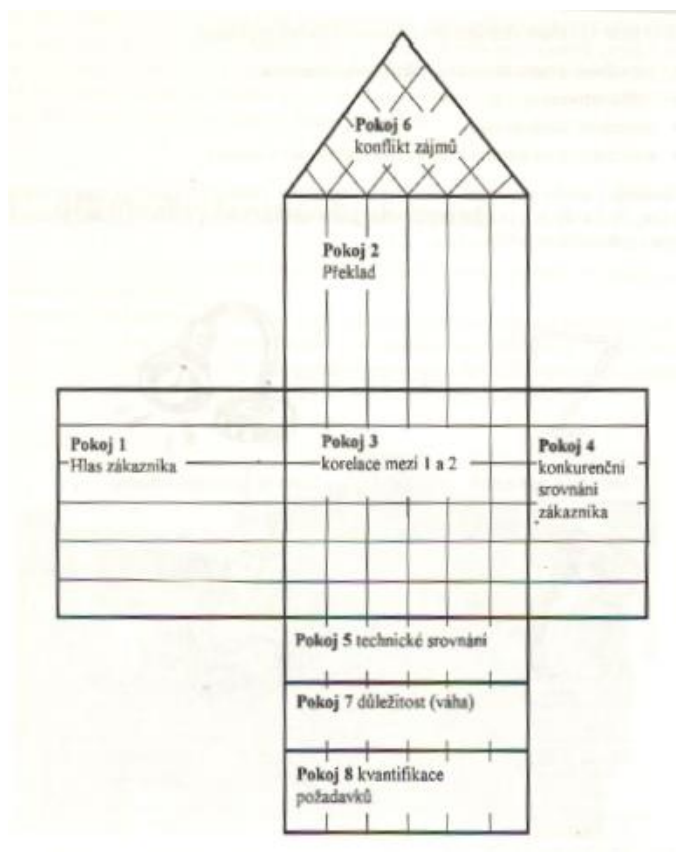 Pokoj 6
konflikt zájmů
Pokoj 2
Překlad
Pokoj 1
Hlas zákazníka
Pokoj 3
korelace mezi 1 a 2
Pokoj 4
konkurenční
srovnání
zákazníka
Pokoj 5 technické srovnání
Pokoj 7 důležitost (váha)
Pokoj 8 kvantifikace
požadavků